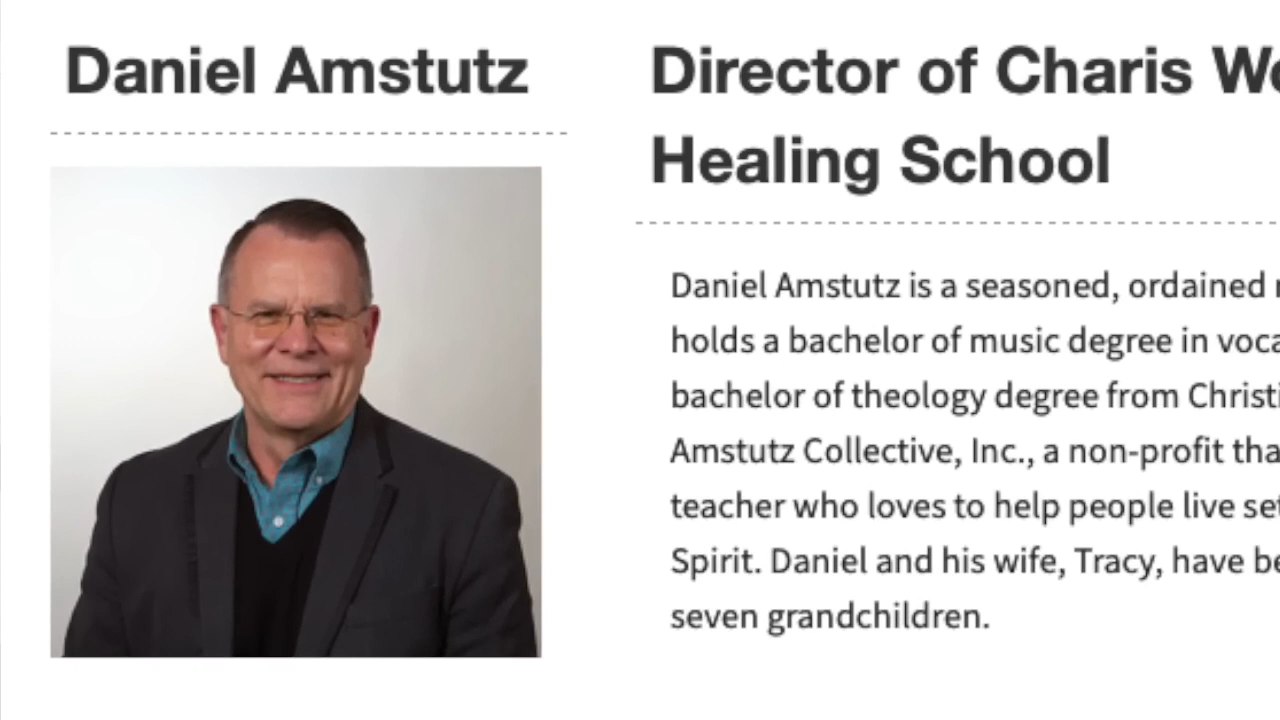 Daniel Amstutz
Director of Charis
Healing School
Daniel Amstutz is a seasoned, ordained
holds a bachelor of music degree in
bachelor of theology degree from
Amstutz Collective, Inc., a non-profit
teacher who loves to help people live
Spirit. Daniel and his wife, Tracy, have
seven grandchildren.